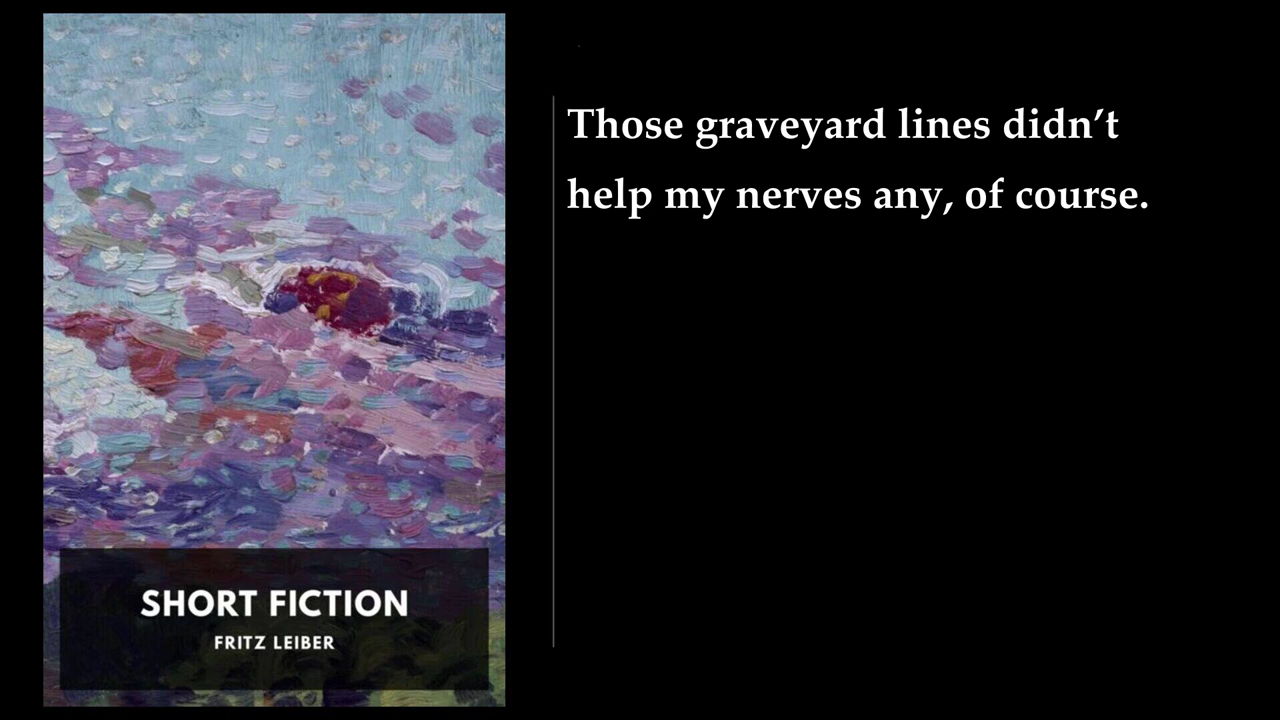 SHORT FICTION
FRITZ LEIBER
Those graveyard lines didn’t
help my nerves any, of course.